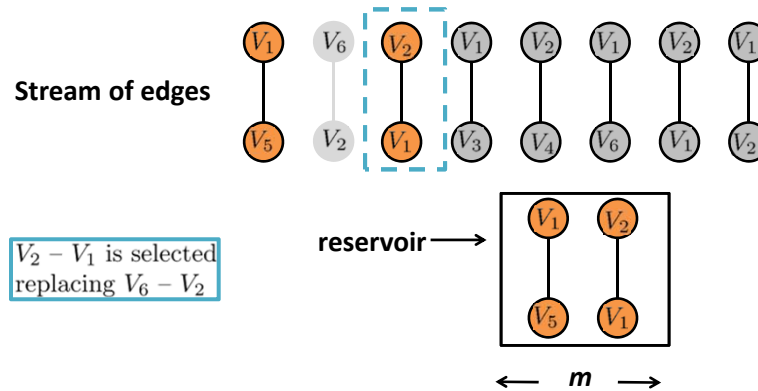 V₁ V₆ V₂ V₁ V₂ V₁ V₂ V₁
Stream of edges
V₅ V₂ V₁ V₃ V₄ V₆ V₁ V₂
V₁ V₂
reservoir
V₂ – V₁ is selected
replacing V₆ – V₂
V₅ V₁
m